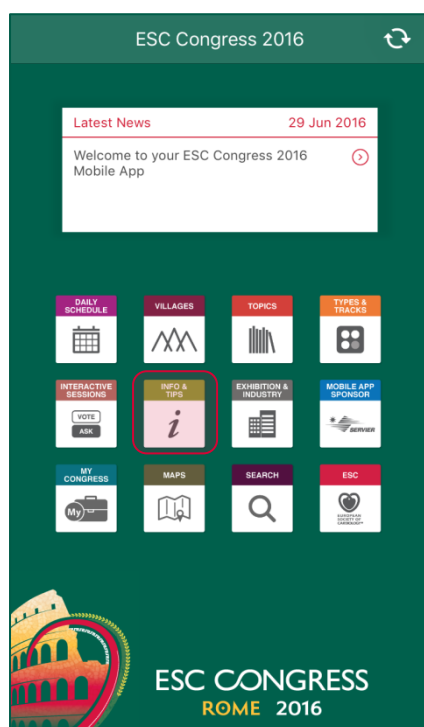 ESC Congress 2016
Latest News 29 Jun 2016
Welcome to your ESC Congress 2016
Mobile App
DAILY
SCHEDULE
VILLAGES
TOPICS
TYPES &
TRACKS
INTERACTIVE
SESSIONS
VOTE
ASK
INFO &
TIPS
i
EXHIBITION &
INDUSTRY
MOBILE APP
SPONSOR
SERVIER
MY
CONGRESS
My
MAPS
SEARCH
ESC
EUROPEAN
SOCIETY OF
CARDIOLOGY
ESC CONGRESS
ROME 2016